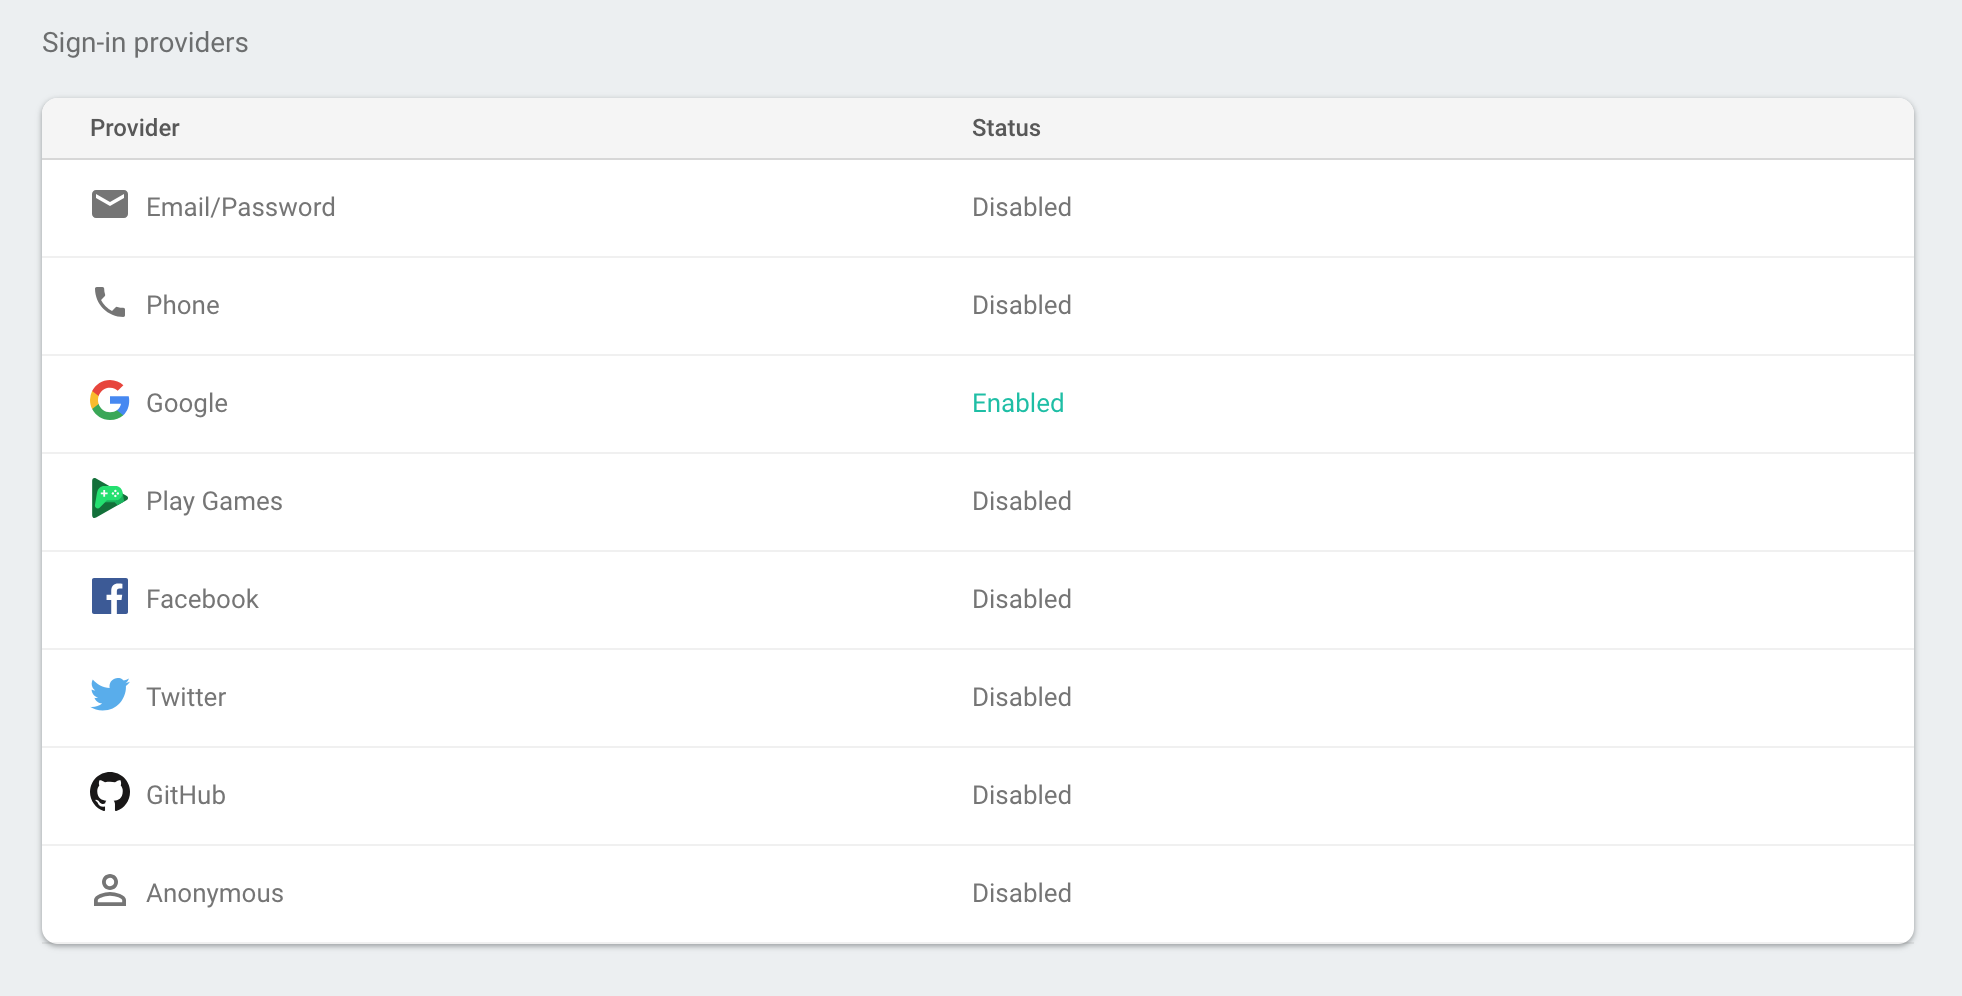 Sign-in providers
Provider Status
Email/Password Disabled
Phone Disabled
Google Enabled
Play Games Disabled
Facebook Disabled
Twitter Disabled
GitHub Disabled
Anonymous Disabled